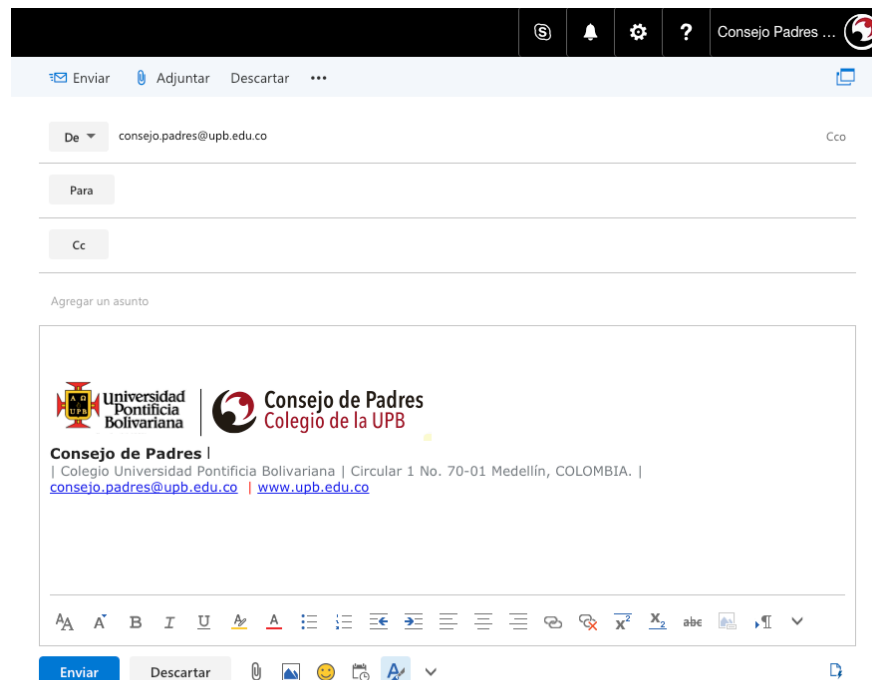 Consejo Padres ...
Enviar Adjuntar Descartar •••
De consejo.padres@upb.edu.co Cco
Para
Cc
Agregar un asunto
A Ω
UPB
Universidad
Pontificia
Bolivariana
Consejo de Padres
Colegio de la UPB
Consejo de Padres |
| Colegio Universidad Pontificia Bolivariana | Circular 1 No. 70-01 Medellín, COLOMBIA. |
consejo.padres@upb.edu.co | www.upb.edu.co
Enviar Descartar